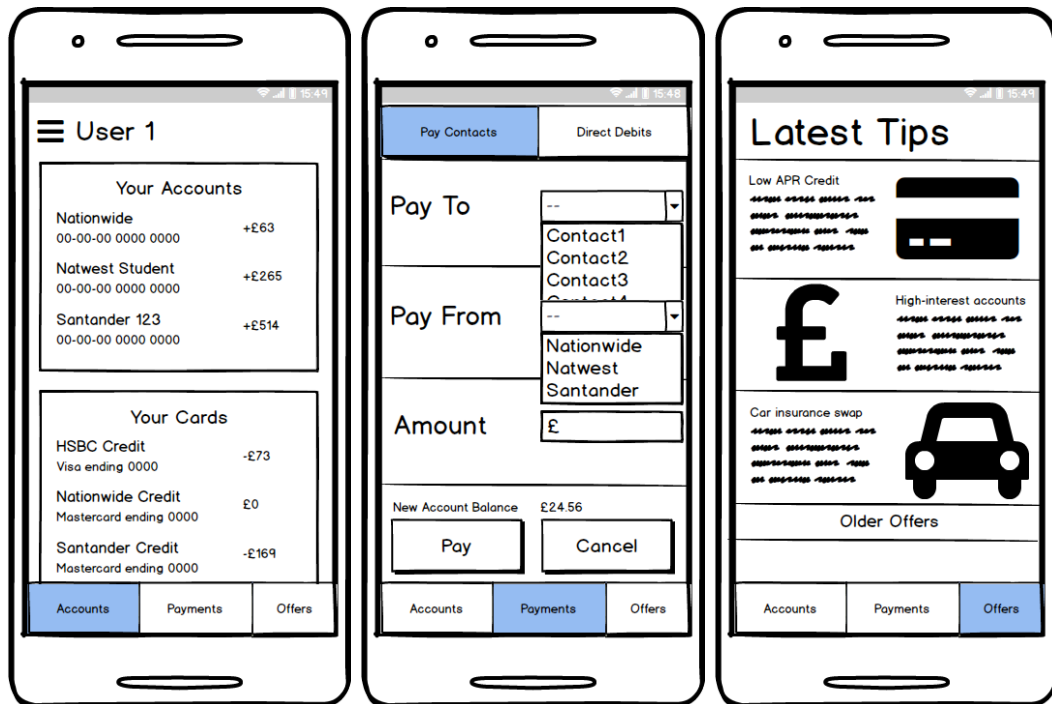 15:49
User 1
Your Accounts
Nationwide
00-00-00 0000 0000
+£63
Natwest Student
00-00-00 0000 0000
+£265
Santander 123
00-00-00 0000 0000
+£514
Your Cards
HSBC Credit
Visa ending 0000
-£73
Nationwide Credit
Mastercard ending 0000
£0
Santander Credit
Mastercard ending 0000
-£169
Accounts Payments Offers
15:48
Pay Contacts Direct Debits
Pay To
--
Contact1
Contact2
Contact3
Contact4
Pay From
--
Nationwide
Natwest
Santander
Amount
£
New Account Balance £24.56
Pay Cancel
Accounts Payments Offers
15:49
Latest Tips
Low APR Credit
£
High-interest accounts
Car insurance swap
Older Offers
Accounts Payments Offers